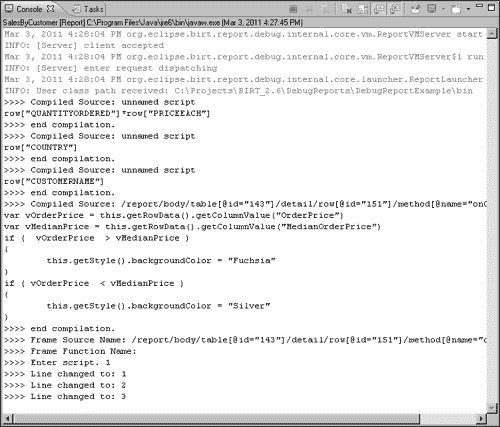 Console Tasks
SalesByCustomer [Report] C:\Program Files\Java\jre6\bin\javaw.exe (Mar 3, 2011 4:27:45 PM)
Mar 3, 2011 4:28:04 PM org.eclipse.birt.report.debug.internal.core.vm.ReportVMServer start
INFO: [Server] client accepted
Mar 3, 2011 4:28:04 PM org.eclipse.birt.report.debug.internal.core.vm.ReportVMServer$1 run
INFO: [Server] enter request dispatching
Mar 3, 2011 4:28:04 PM org.eclipse.birt.report.debug.internal.core.launcher.ReportLauncher
INFO: User class path received: C:\Projects\BIRT_2.6\DebugReports\DebugReportExample\bin
>>>> Compiled Source: unnamed script
row["QUANTITYORDERED"]*row["PRICEEACH"]
>>>> end compilation.
>>>> Compiled Source: unnamed script
row["COUNTRY"]
>>>> end compilation.
>>>> Compiled Source: unnamed script
row["CUSTOMERNAME"]
>>>> end compilation.
>>>> Compiled Source: /report/body/table[@id="143"]/detail/row[@id="151"]/method[@name="onC
var vOrderPrice = this.getRowData().getColumnValue("OrderPrice")
var vMedianPrice = this.getRowData().getColumnValue("MedianOrderPrice")
if ( vOrderPrice > vMedianPrice )
{
this.getStyle().backgroundColor = "Fuchsia"
}
if ( vOrderPrice < vMedianPrice )
{
this.getStyle().backgroundColor = "Silver"
}
>>>> end compilation.
>>>> Frame Source Name: /report/body/table[@id="143"]/detail/row[@id="151"]/method[@name="o
>>>> Frame Function Name:
>>>> Enter script. 1
>>>> Line changed to: 1
>>>> Line changed to: 2
>>>> Line changed to: 3